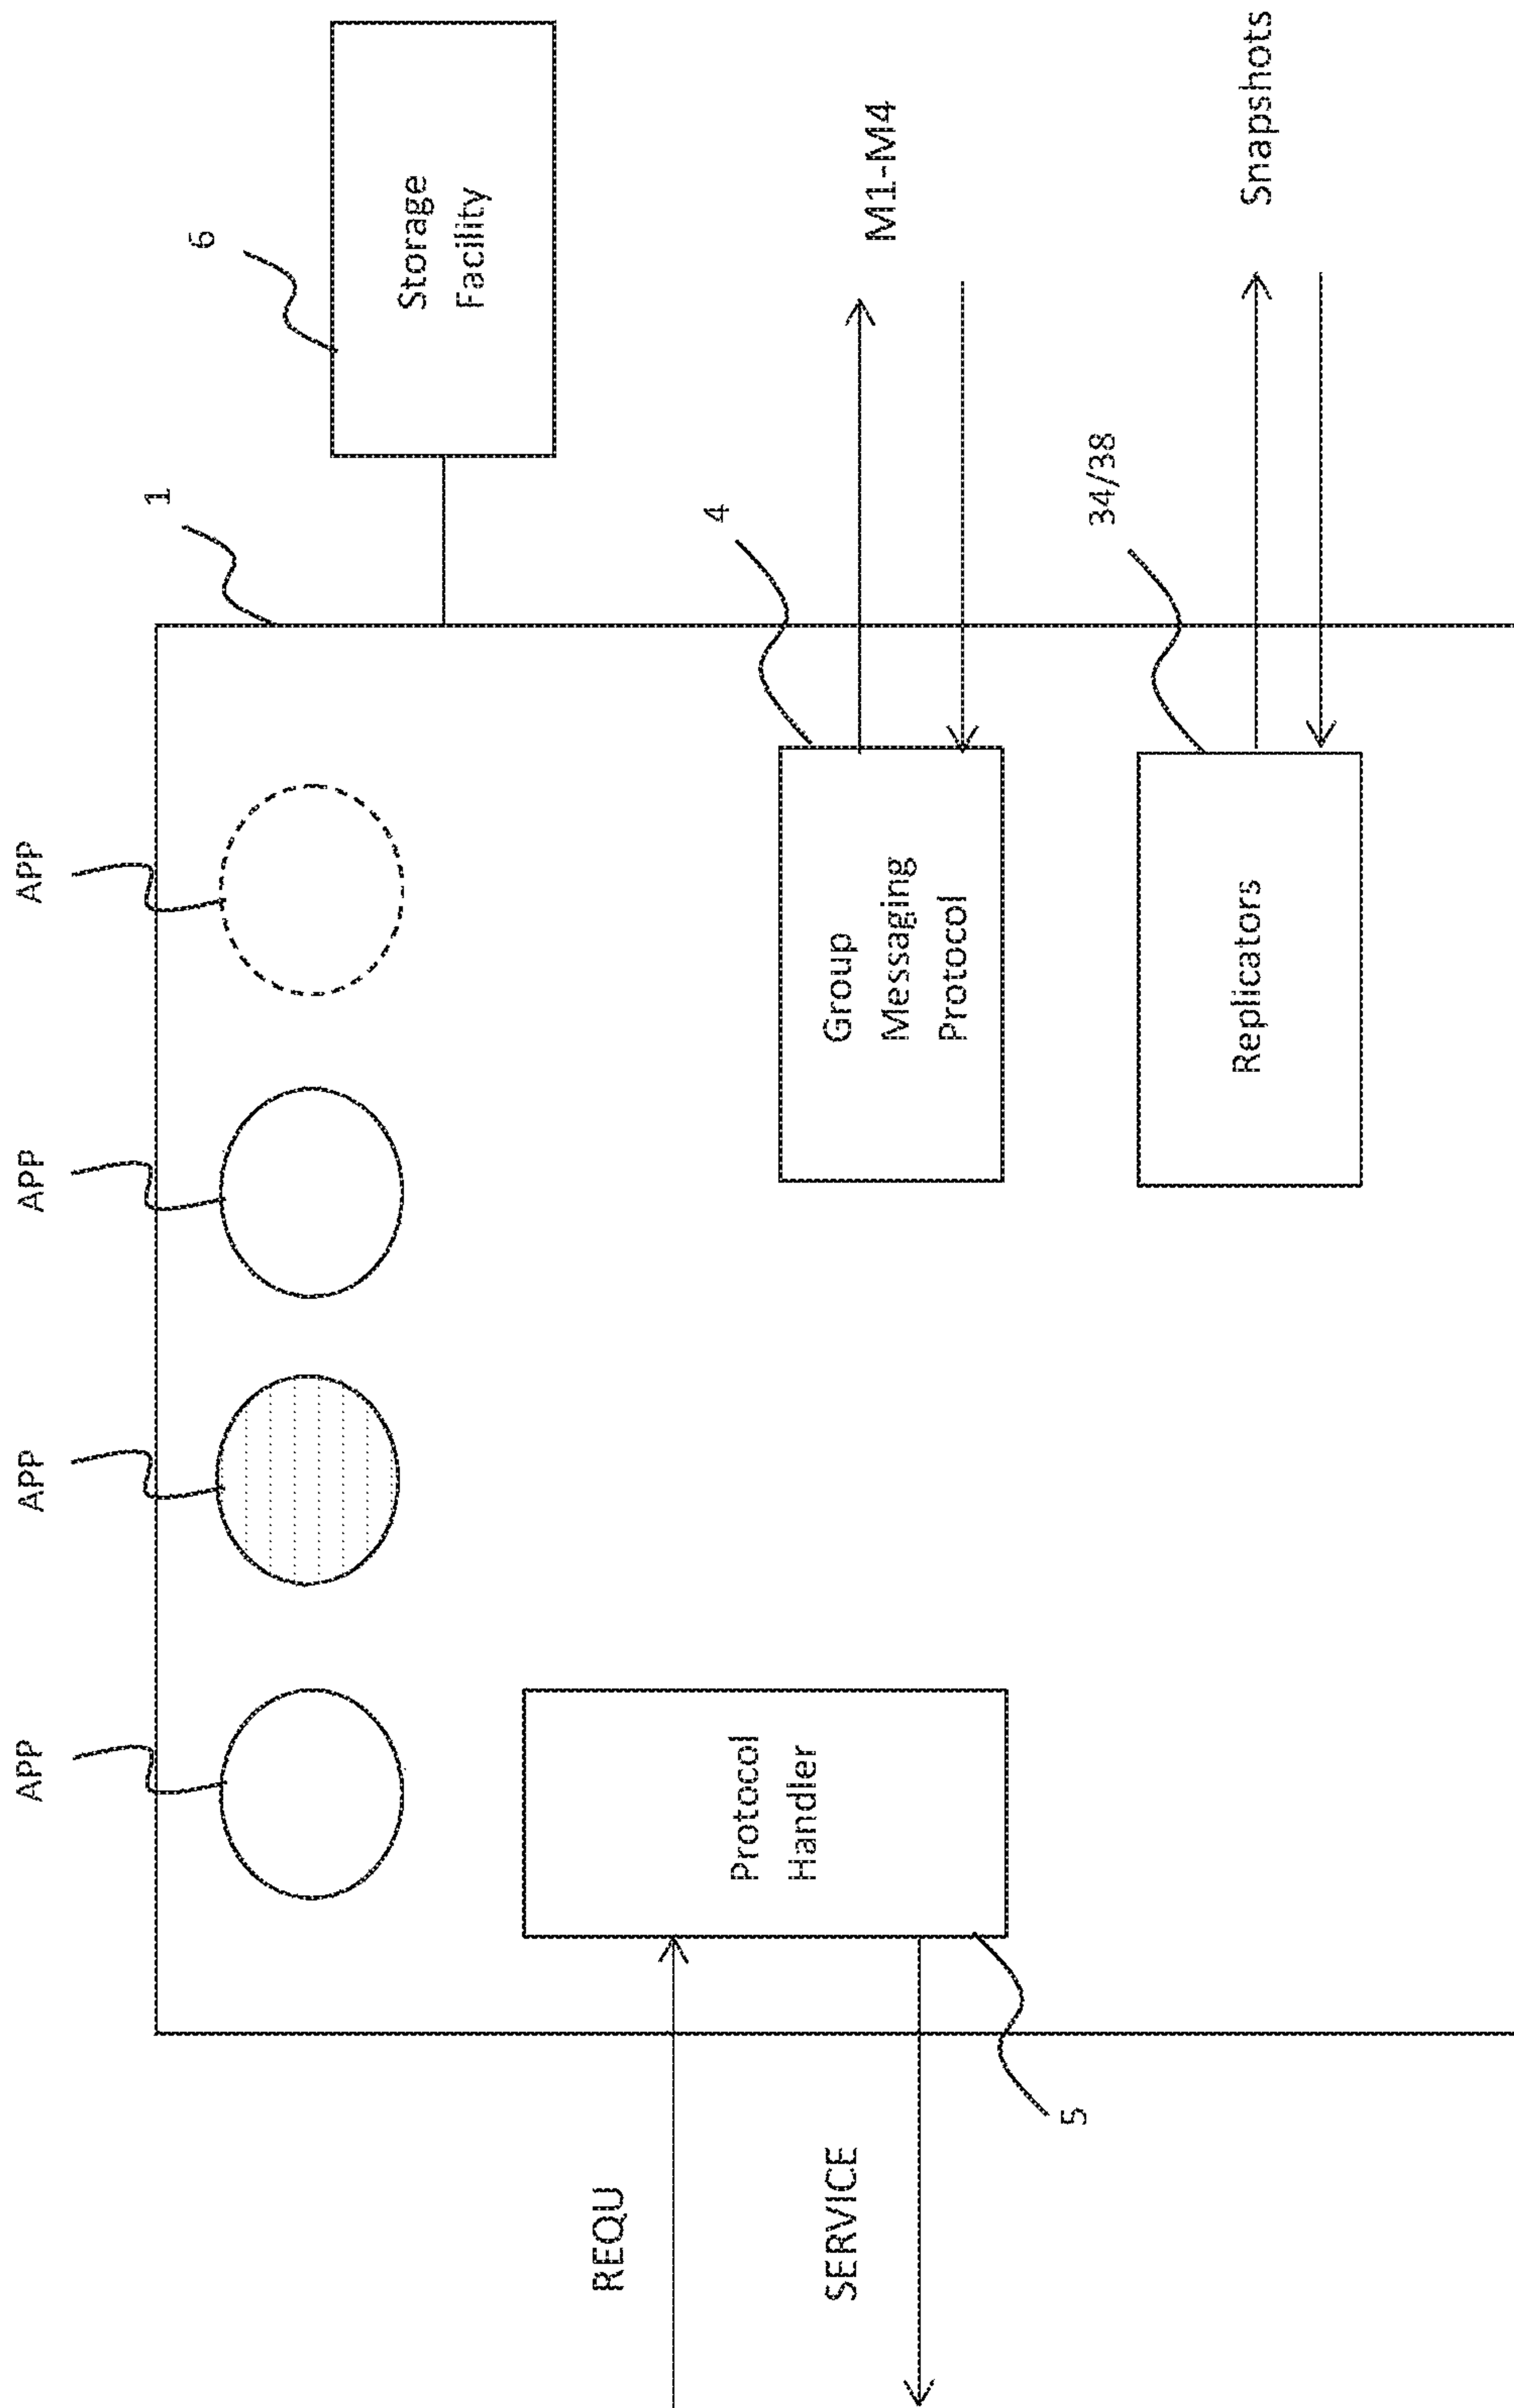 APP
APP
APP
APP
1
6
Storage
Facility
REQU
Protocol
Handler
SERVICE
5
4
Group
Messaging
Protocol
M1-M4
34/38
Replicators
Snapshots